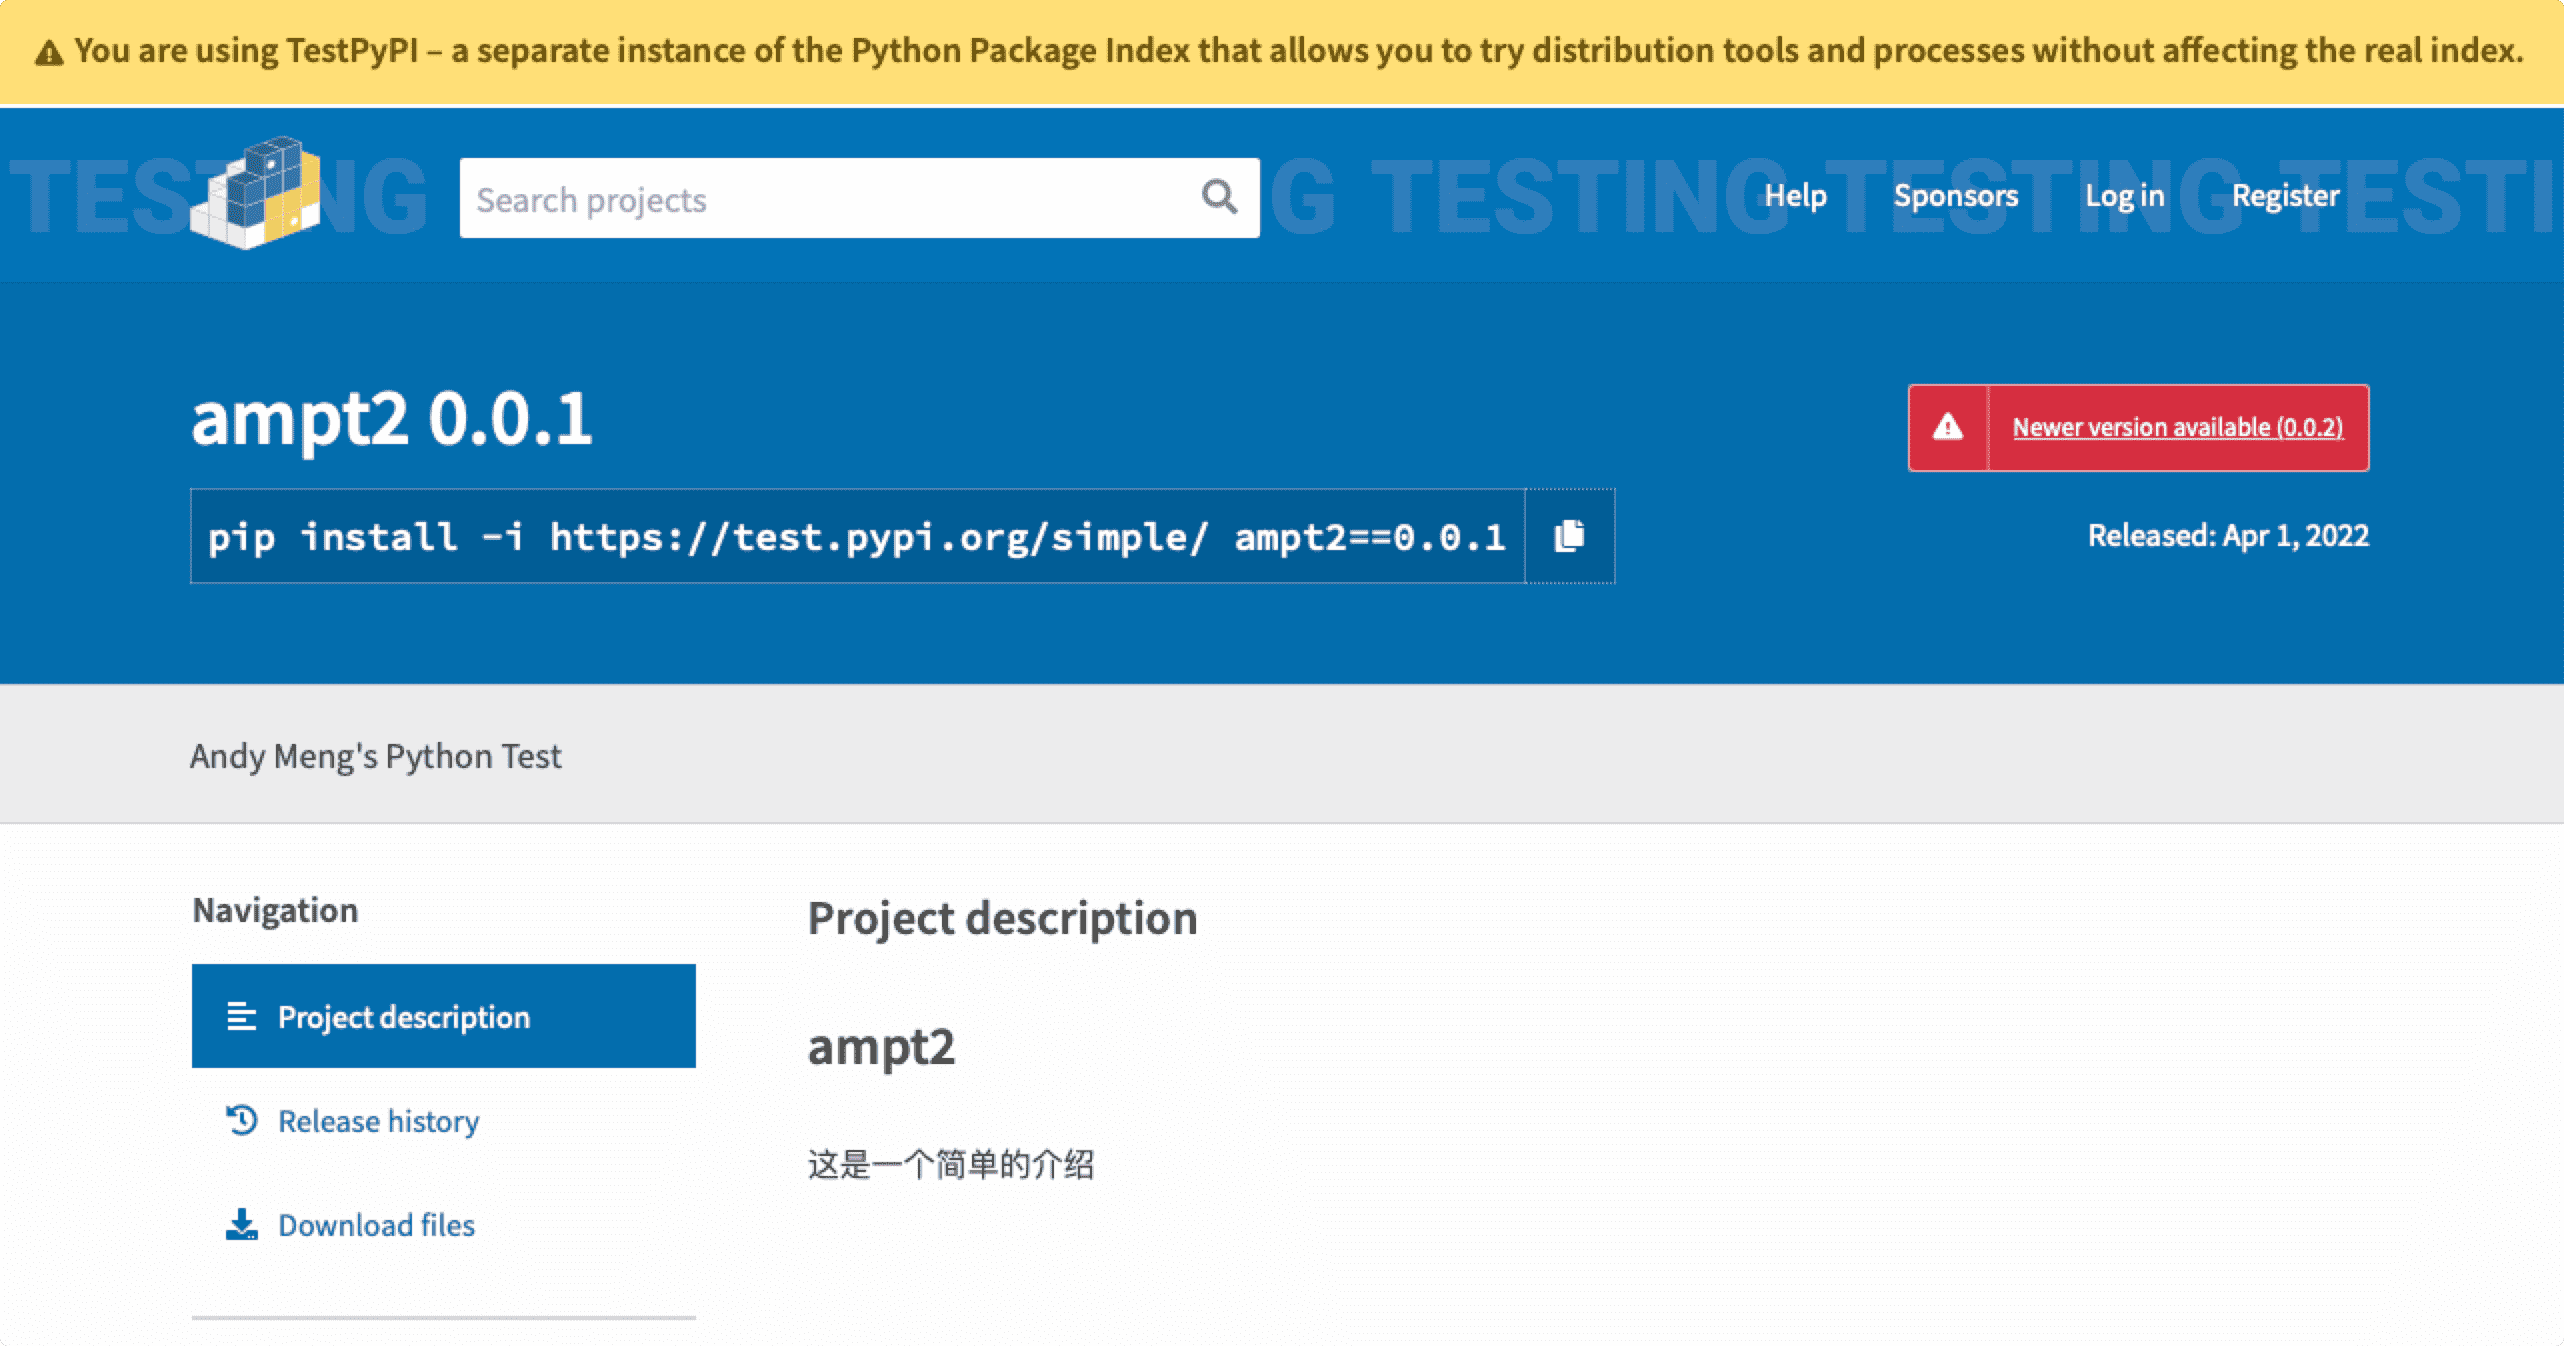 You are using TestPyPI – a separate instance of the Python Package Index that allows you to try distribution tools and processes without affecting the real index.
TESTING
Search projects
G TESTING TESTING TESTI
Help
Sponsors
Log in
Register
ampt2 0.0.1
Newer version available (0.0.2)
pip install -i https://test.pypi.org/simple/ ampt2==0.0.1
Released: Apr 1, 2022
Andy Meng's Python Test
Navigation
Project description
Release history
Download files
Project description
ampt2
这是一个简单的介绍